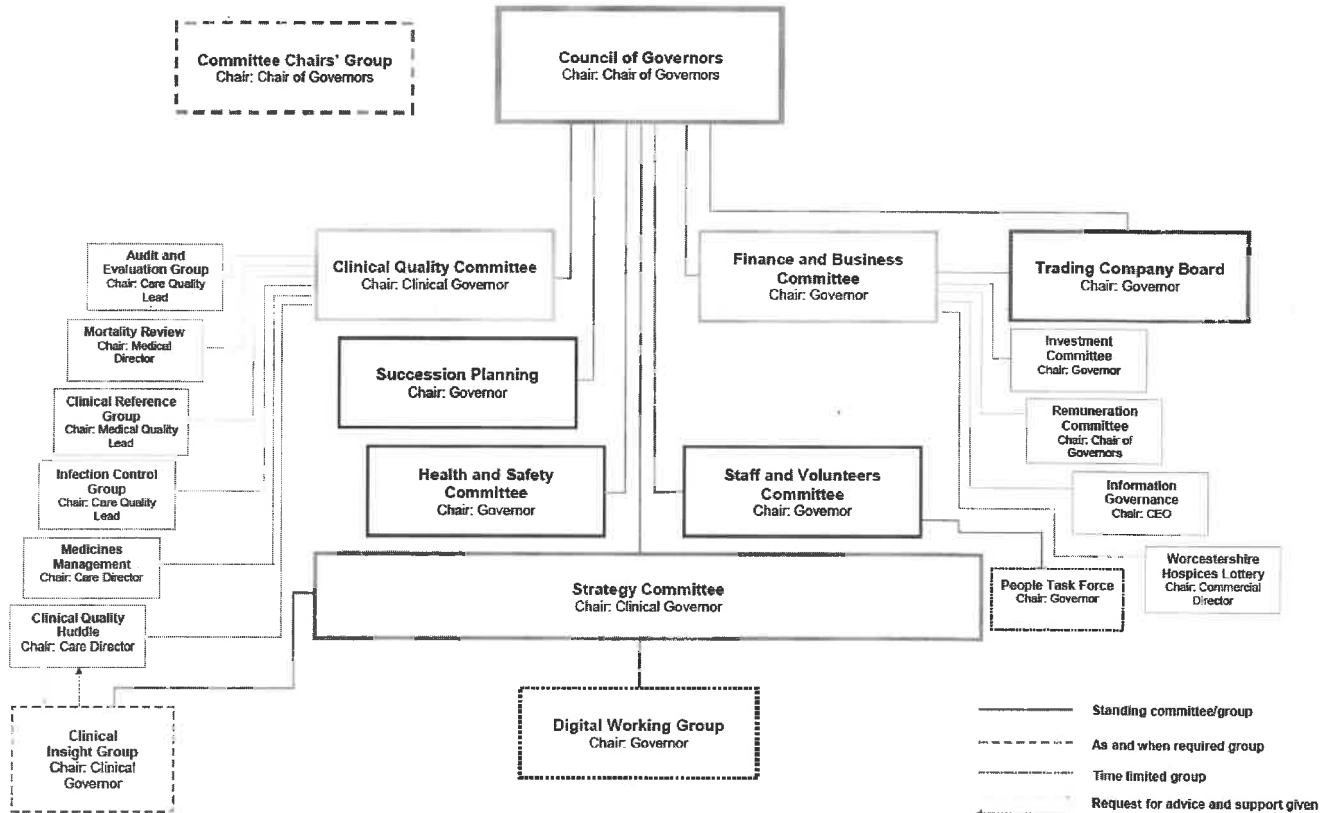 Committee Chairs' Group
Chair: Chair of Governors
Council of Governors
Chair: Chair of Governors
Audit and
Evaluation Group
Chair: Care Quality
Lead
Clinical Quality Committee
Chair: Clinical Governor
Finance and Business
Committee
Chair: Governor
Trading Company Board
Chair: Governor
Mortality Review
Chair: Medical
Director
Succession Planning
Chair: Governor
Investment
Committee
Chair: Governor
Clinical Reference
Group
Chair: Medical Quality
Lead
Remuneration
Committee
Chair: Chair of
Governors
Infection Control
Group
Chair: Care Quality
Lead
Health and Safety
Committee
Chair: Governor
Staff and Volunteers
Committee
Chair: Governor
Information
Governance
Chair: CEO
Medicines
Management
Chair: Care Director
Strategy Committee
Chair: Clinical Governor
People Task Force
Chair: Governor
Worcestershire
Hospices Lottery
Chair: Commercial
Director
Clinical Quality
Huddle
Chair: Care Director
Clinical
Insight Group
Chair: Clinical
Governor
Digital Working Group
Chair: Governor
Standing committee/group
As and when required group
Time limited group
Request for advice and support given